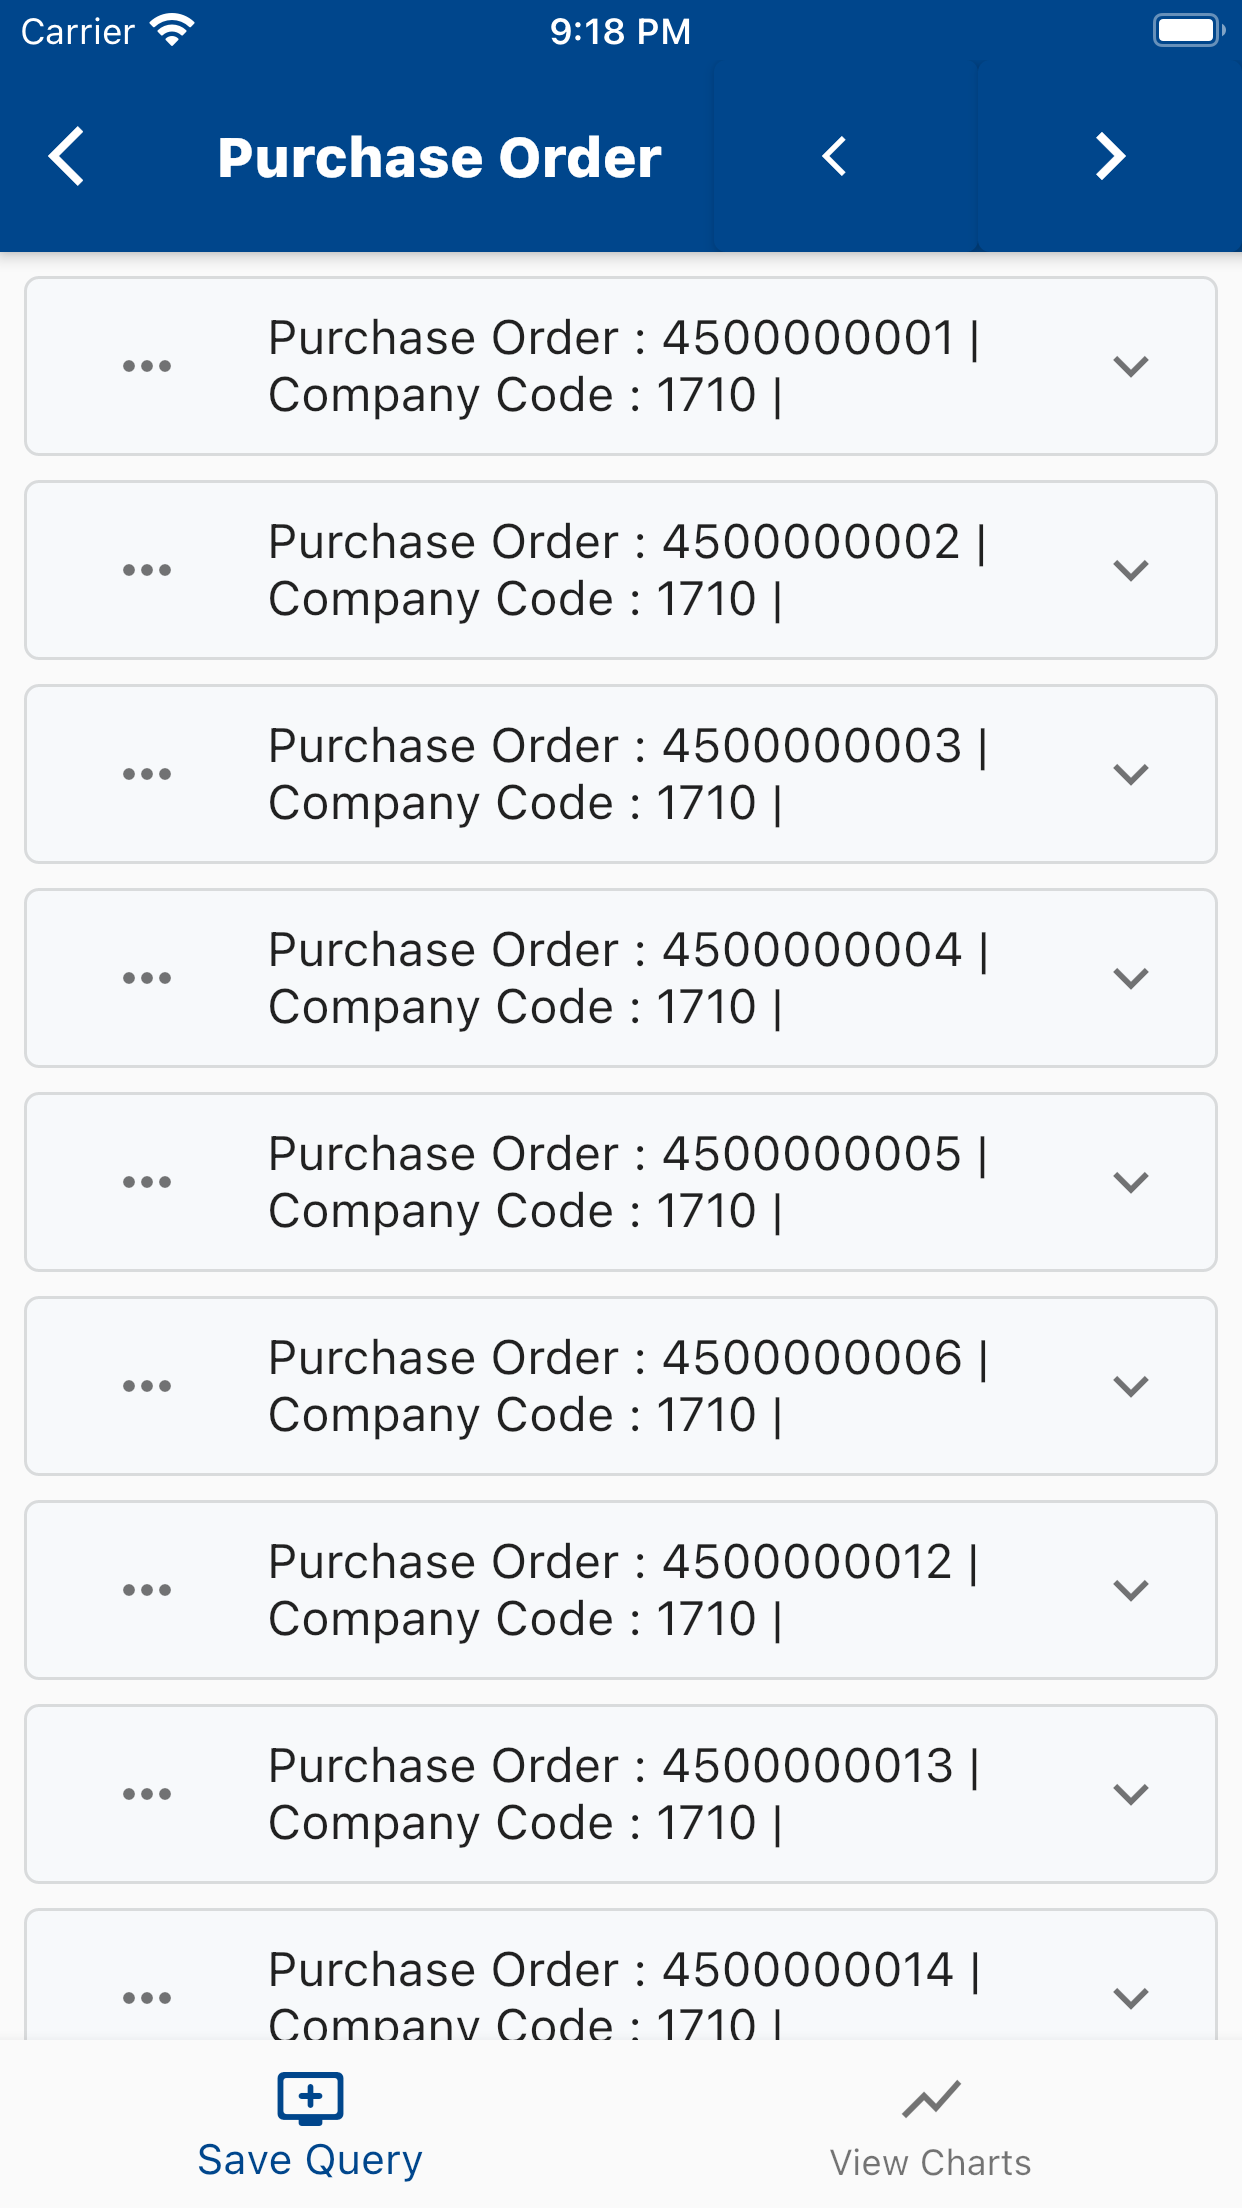 Carrier 9:18 PM
Purchase Order
Purchase Order : 4500000001 |
Company Code : 1710 |
Purchase Order : 4500000002 |
Company Code : 1710 |
Purchase Order : 4500000003 |
Company Code : 1710 |
Purchase Order : 4500000004 |
Company Code : 1710 |
Purchase Order : 4500000005 |
Company Code : 1710 |
Purchase Order : 4500000006 |
Company Code : 1710 |
Purchase Order : 4500000012 |
Company Code : 1710 |
Purchase Order : 4500000013 |
Company Code : 1710 |
Purchase Order : 4500000014 |
Company Code : 1710 |
Save Query
View Charts